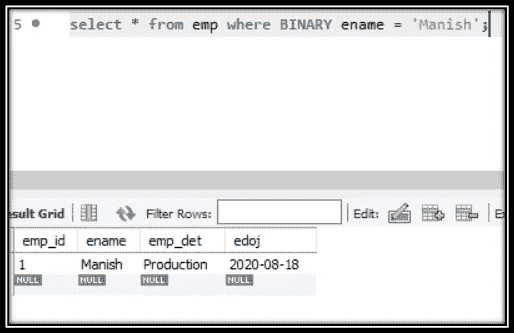 5 select * from emp where BINARY ename = 'Manish';
esult Grid Filter Rows: Edit:
emp_id ename emp_det edoj
1 Manish Production 2020-08-18
NULL NULL NULL NULL